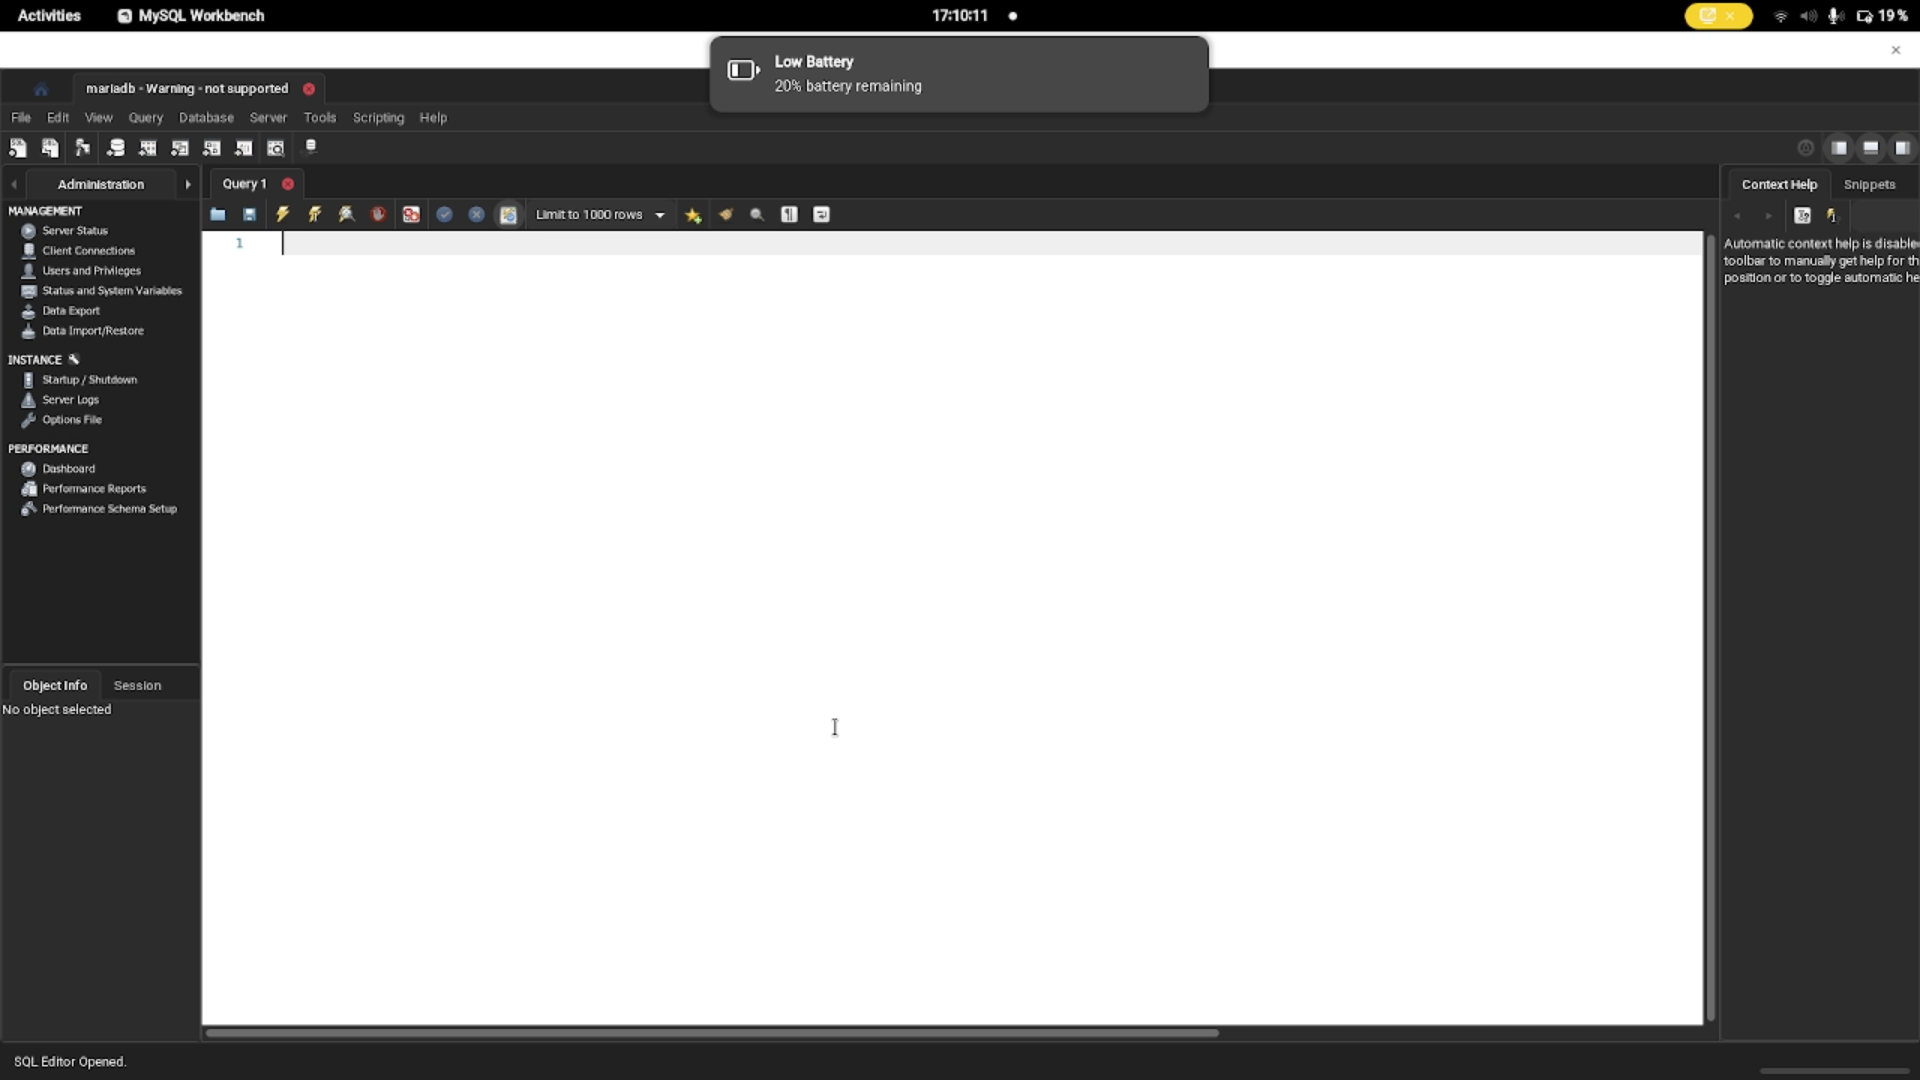 Activities
MySQL Workbench
17:10:11
19 %
Low Battery
20% battery remaining
mariadb - Warning - not supported
File Edit View Query Database Server Tools Scripting Help
Administration
Query 1
Context Help
Snippets
MANAGEMENT
Server Status
Client Connections
Users and Privileges
Status and System Variables
Data Export
Data Import/Restore
INSTANCE
Startup / Shutdown
Server Logs
Options File
PERFORMANCE
Dashboard
Performance Reports
Performance Schema Setup
Limit to 1000 rows
1
Automatic context help is disable
toolbar to manually get help for th
position or to toggle automatic he
Object Info
Session
No object selected
SQL Editor Opened.